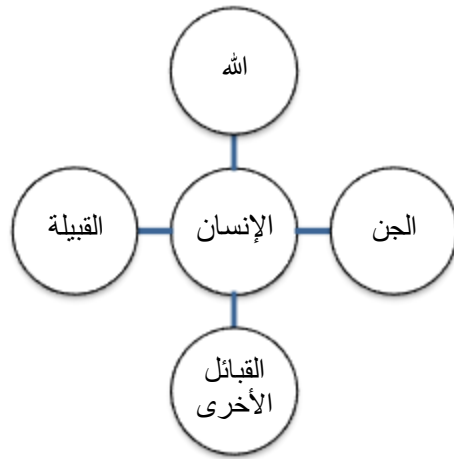 الله
القبيلة
الإنسان
الجن
القبائل
الأخرى